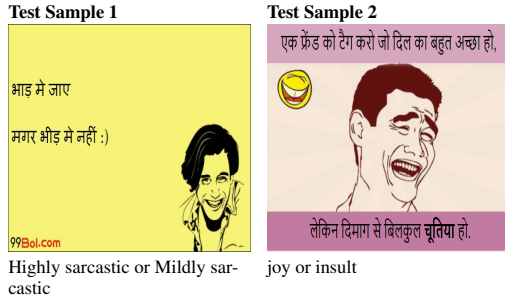 Test Sample 1
भाड़ मे जाए
मगर भीड़ मे नहीं :)
99Bol.com
Highly sarcastic or Mildly sar-
castic
Test Sample 2
एक फ्रेंड को टैग करो जो दिल का बहुत अच्छा हो,
लेकिन दिमाग से बिलकुल चूतिया हो.
joy or insult